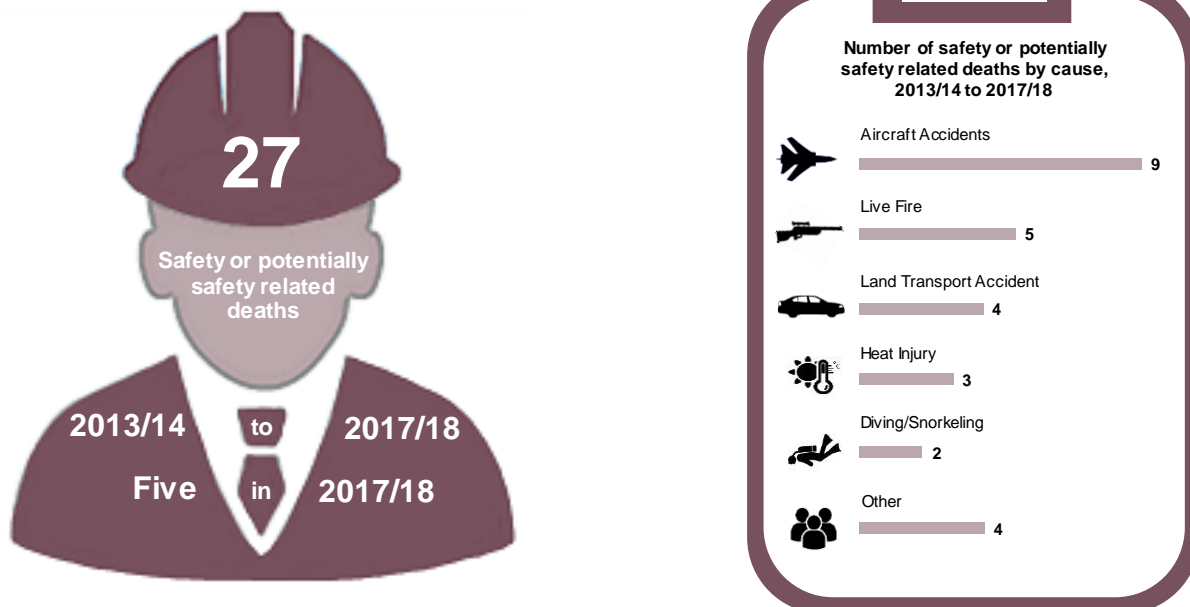 27
Safety or potentially
safety related
deaths
2013/14 to 2017/18
Five in 2017/18
Number of safety or potentially
safety related deaths by cause,
2013/14 to 2017/18
Aircraft Accidents
9
Live Fire
5
Land Transport Accident
4
Heat Injury
°C
3
Diving/Snorkeling
2
Other
4